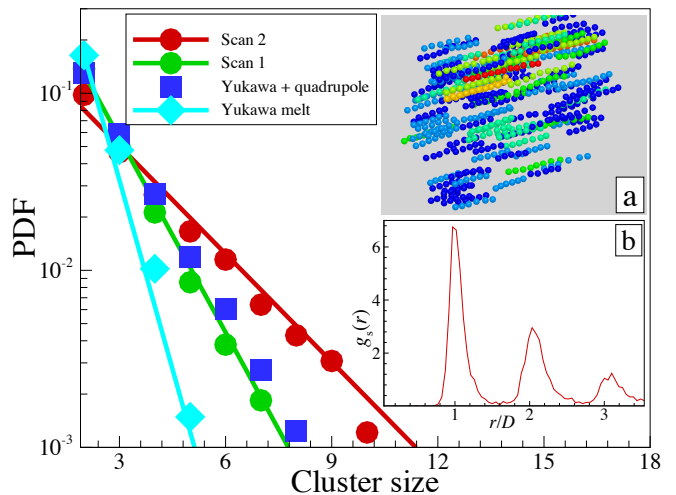 Scan 2
Scan 1
Yukawa + quadrupole
Yukawa melt
a
b
g_s(r)
6
4
2
1 2 3
r/D
PDF
10^-1
10^-2
10^-3
3 6 9 12 15 18
Cluster size